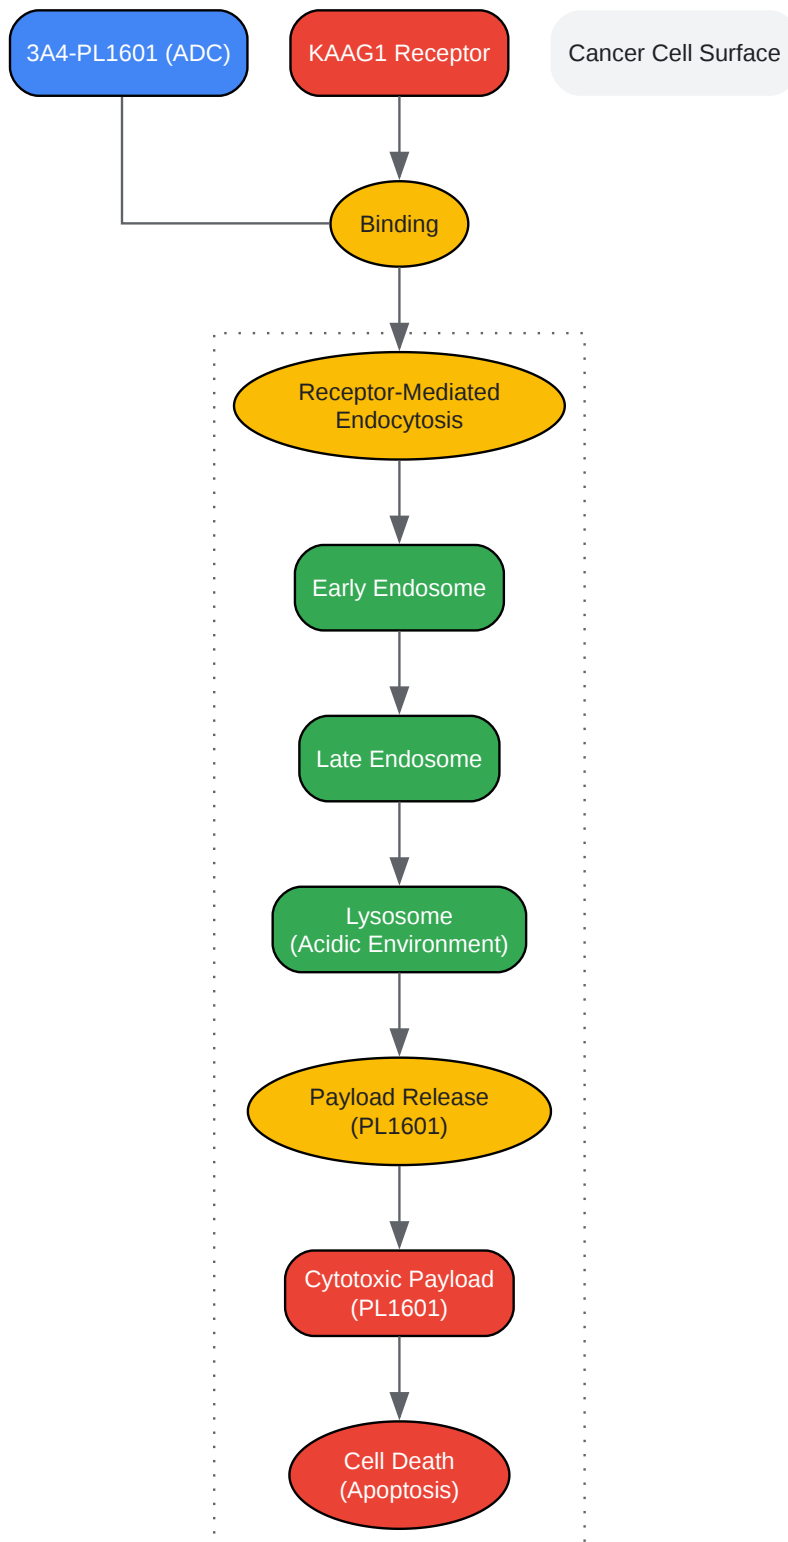 3A4-PL1601 (ADC)
KAAG1 Receptor
Cancer Cell Surface
Binding
Receptor-Mediated
Endocytosis
Early Endosome
Late Endosome
Lysosome
(Acidic Environment)
Payload Release
(PL1601)
Cytotoxic Payload
(PL1601)
Cell Death
(Apoptosis)